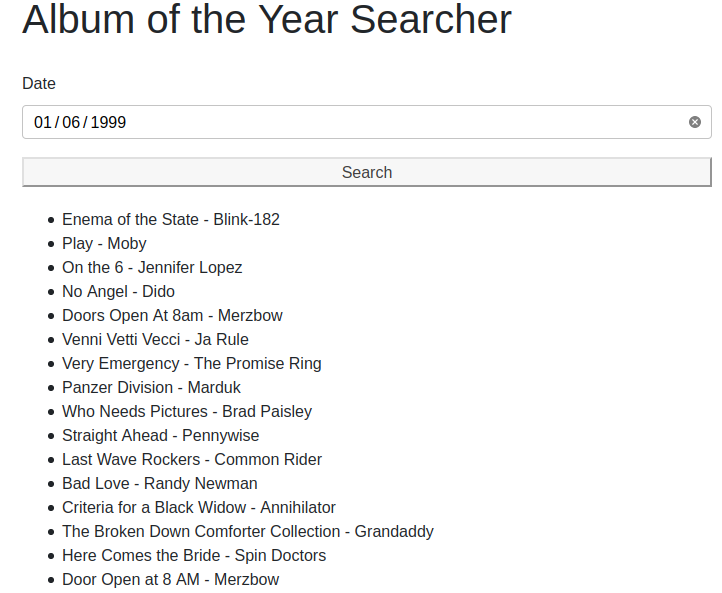 Album of the Year Searcher
Date
01/06/1999
Search
Enema of the State - Blink-182
Play - Moby
On the 6 - Jennifer Lopez
No Angel - Dido
Doors Open At 8am - Merzbow
Venni Vetti Vecci - Ja Rule
Very Emergency - The Promise Ring
Panzer Division - Marduk
Who Needs Pictures - Brad Paisley
Straight Ahead - Pennywise
Last Wave Rockers - Common Rider
Bad Love - Randy Newman
Criteria for a Black Widow - Annihilator
The Broken Down Comforter Collection - Grandaddy
Here Comes the Bride - Spin Doctors
Door Open at 8 AM - Merzbow